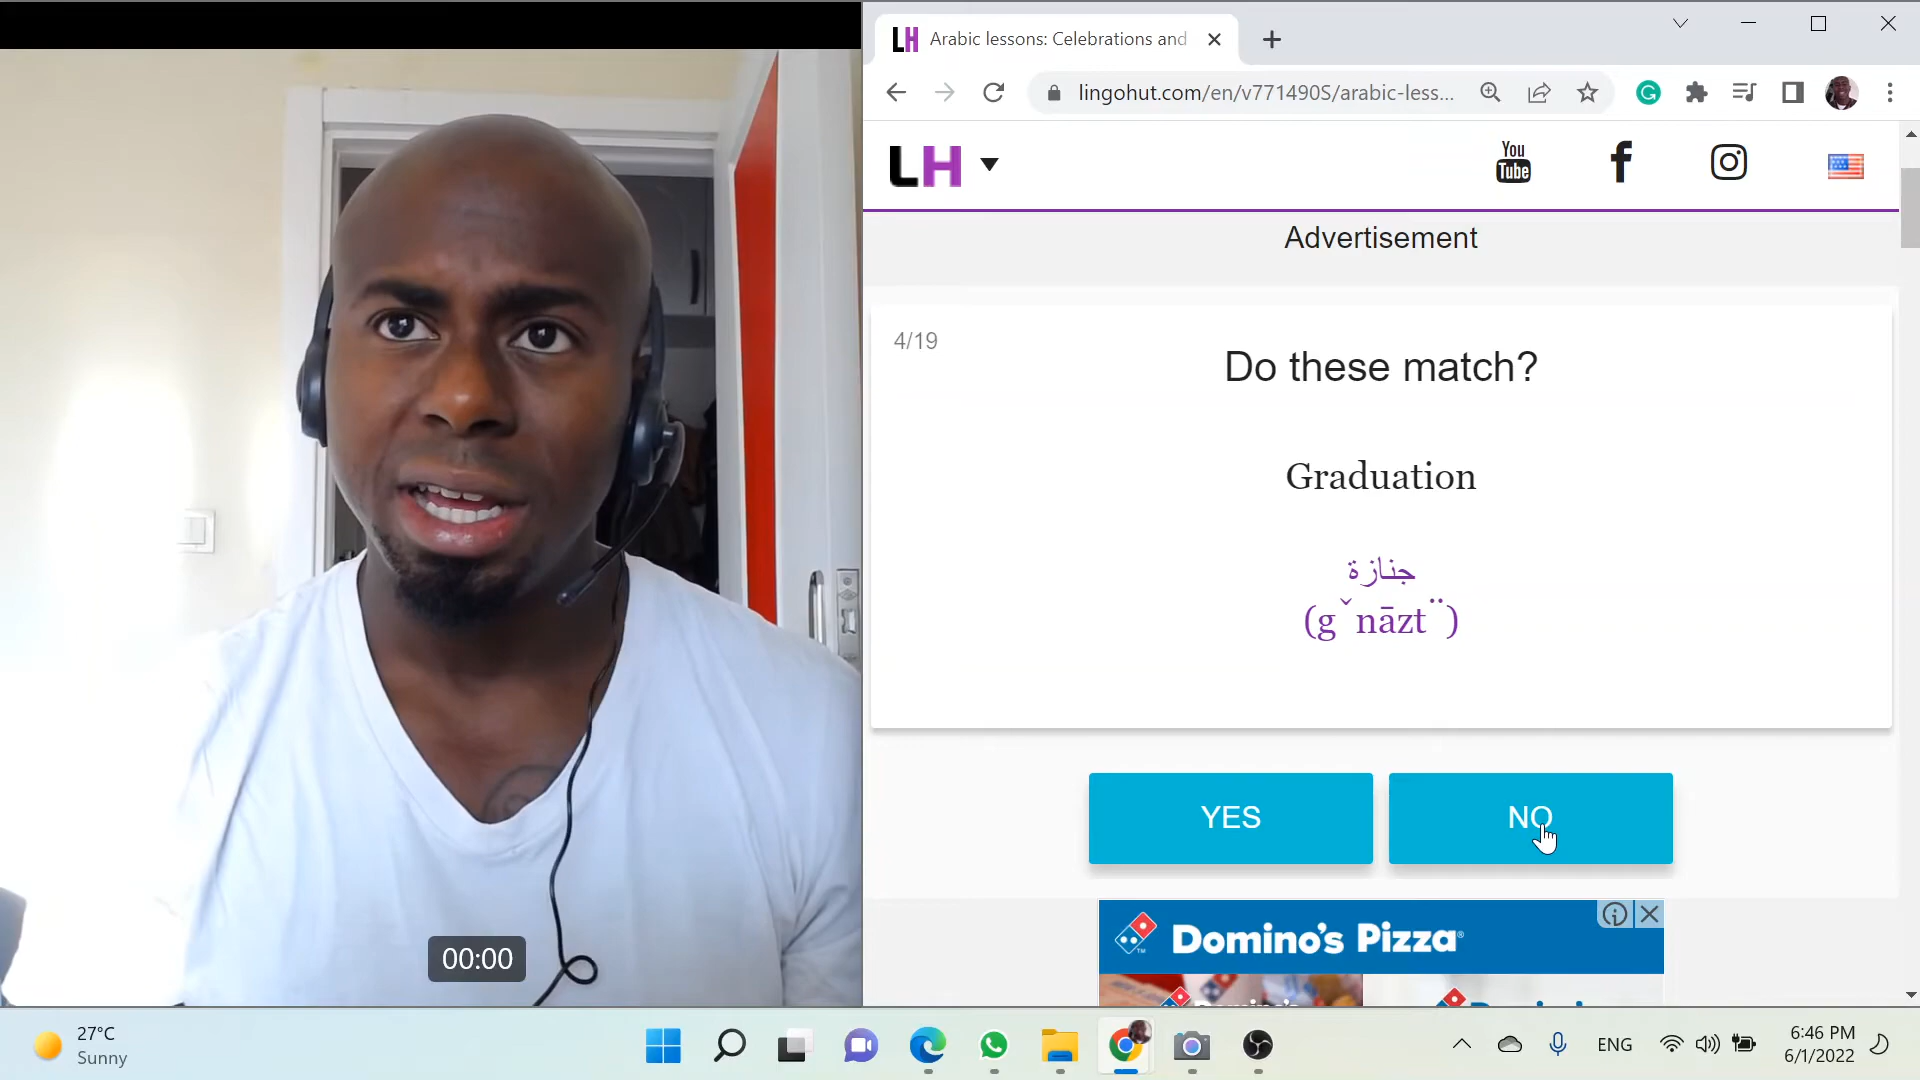 00:00
LH Arabic lessons: Celebrations and
lingohut.com/en/v771490S/arabic-less...
LH
You
Tube
Advertisement
4/19
Do these match?
Graduation
جنازة
(gˇnāzt¨)
YES
NO
Domino's Pizza®
27°C
Sunny
ENG
6:46 PM
6/1/2022